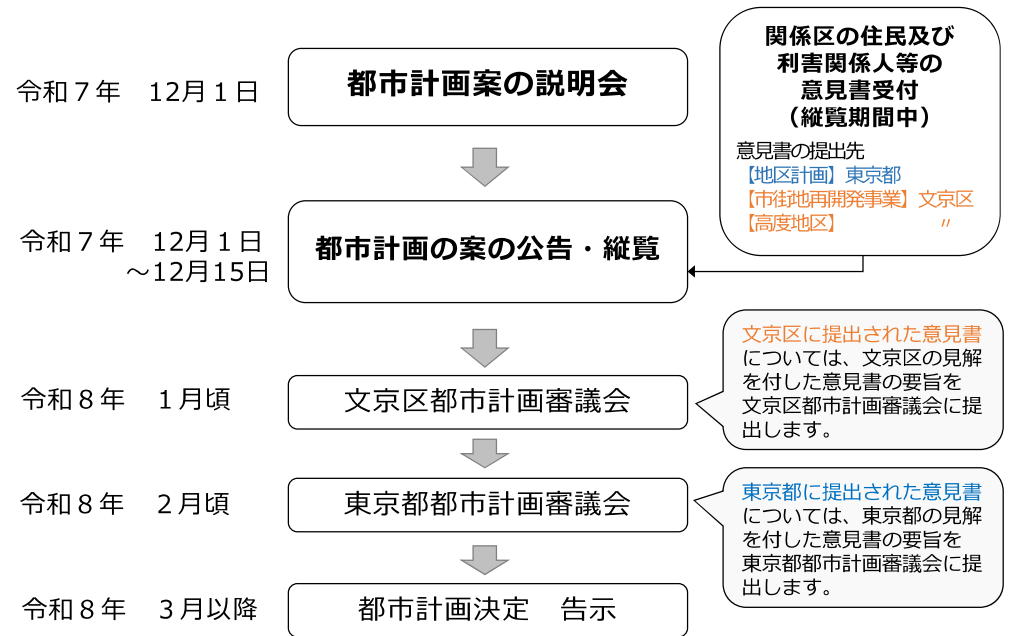 令和７年　12月１日
都市計画案の説明会
関係区の住民及び
利害関係人等の
意見書受付
（縦覧期間中）
意見書の提出先
【地区計画】東京都
【市街地再開発事業】文京区
【高度地区】　　　　　〃
令和７年　12月１日
～12月15日
都市計画の案の公告・縦覧
令和８年　１月頃
文京区都市計画審議会
文京区に提出された意見書
については、文京区の見解
を付した意見書の要旨を
文京区都市計画審議会に提
出します。
令和８年　２月頃
東京都都市計画審議会
東京都に提出された意見書
については、東京都の見解
を付した意見書の要旨を
東京都都市計画審議会に提
出します。
令和８年　３月以降
都市計画決定　告示